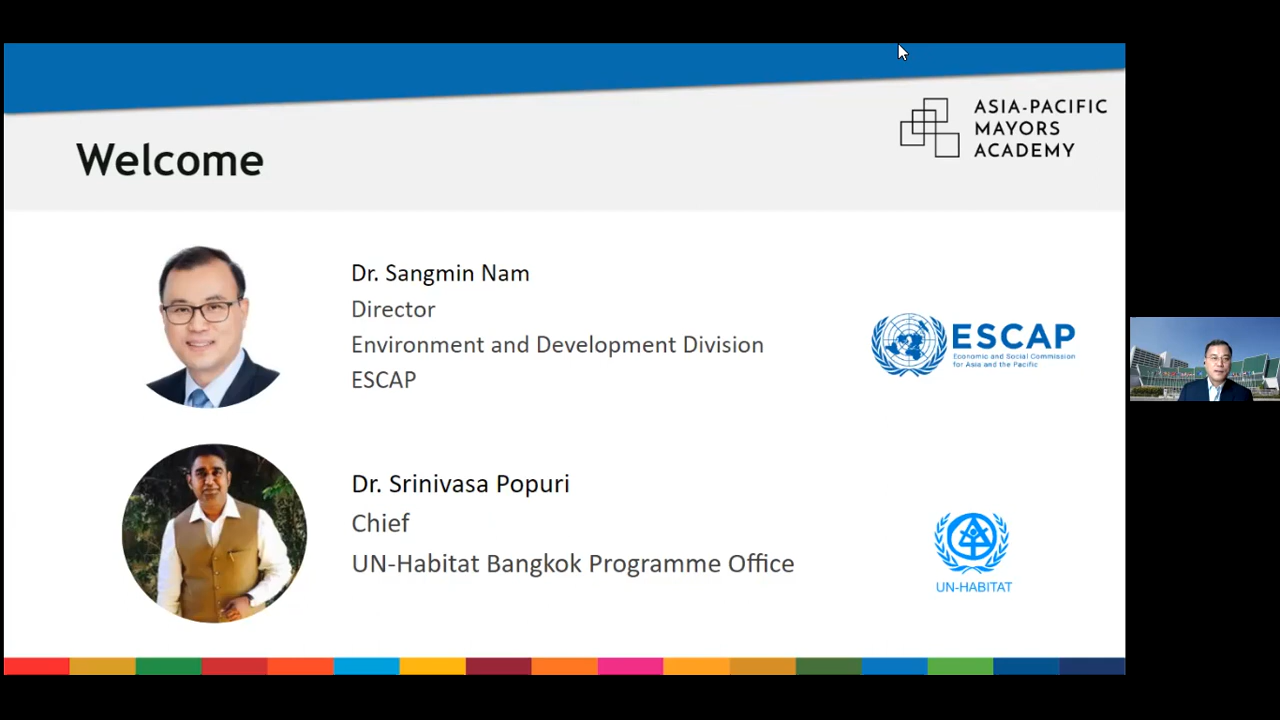 Welcome
ASIA-PACIFIC
MAYORS
ACADEMY
Dr. Sangmin Nam
Director
Environment and Development Division
ESCAP
ESCAP
Economic and Social Commission
for Asia and the Pacific
Dr. Srinivasa Popuri
Chief
UN-Habitat Bangkok Programme Office
UN-HABITAT